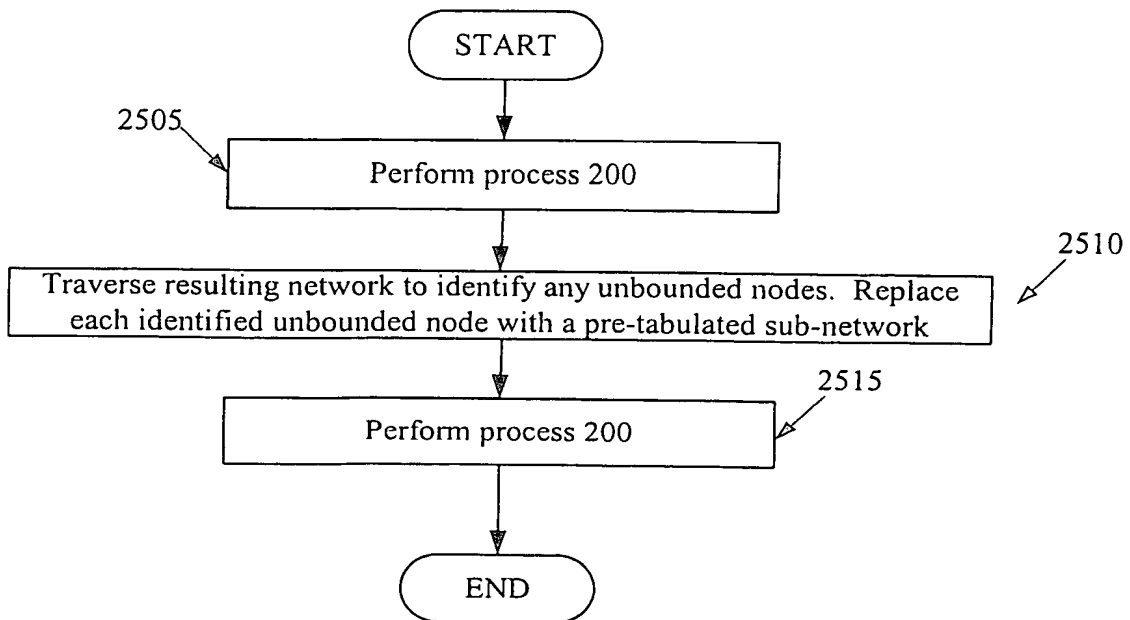 START
2505
Perform process 200
2510
Traverse resulting network to identify any unbounded nodes.  Replace
each identified unbounded node with a pre-tabulated sub-network
2515
Perform process 200
END